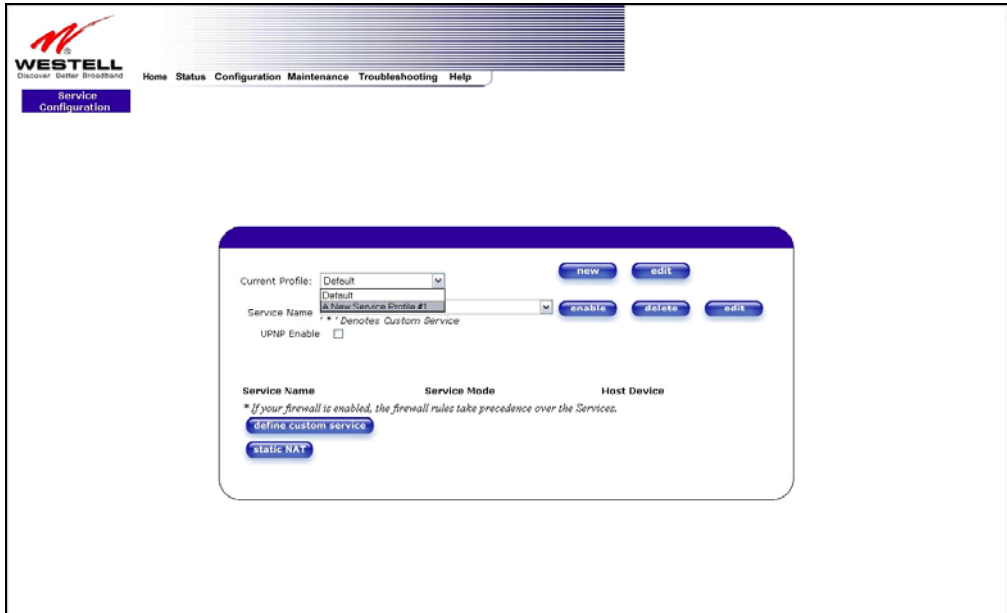 WESTELL
Discover Better Broadband
Home Status Configuration Maintenance Troubleshooting Help
Service
Configuration
Current Profile: Default
new edit
Default
A New Service Profile #1
Service Name
enable delete edit
' * ' Denotes Custom Service
UPNP Enable
Service Name Service Mode Host Device
* If your firewall is enabled, the firewall rules take precedence over the Services.
define custom service
static NAT